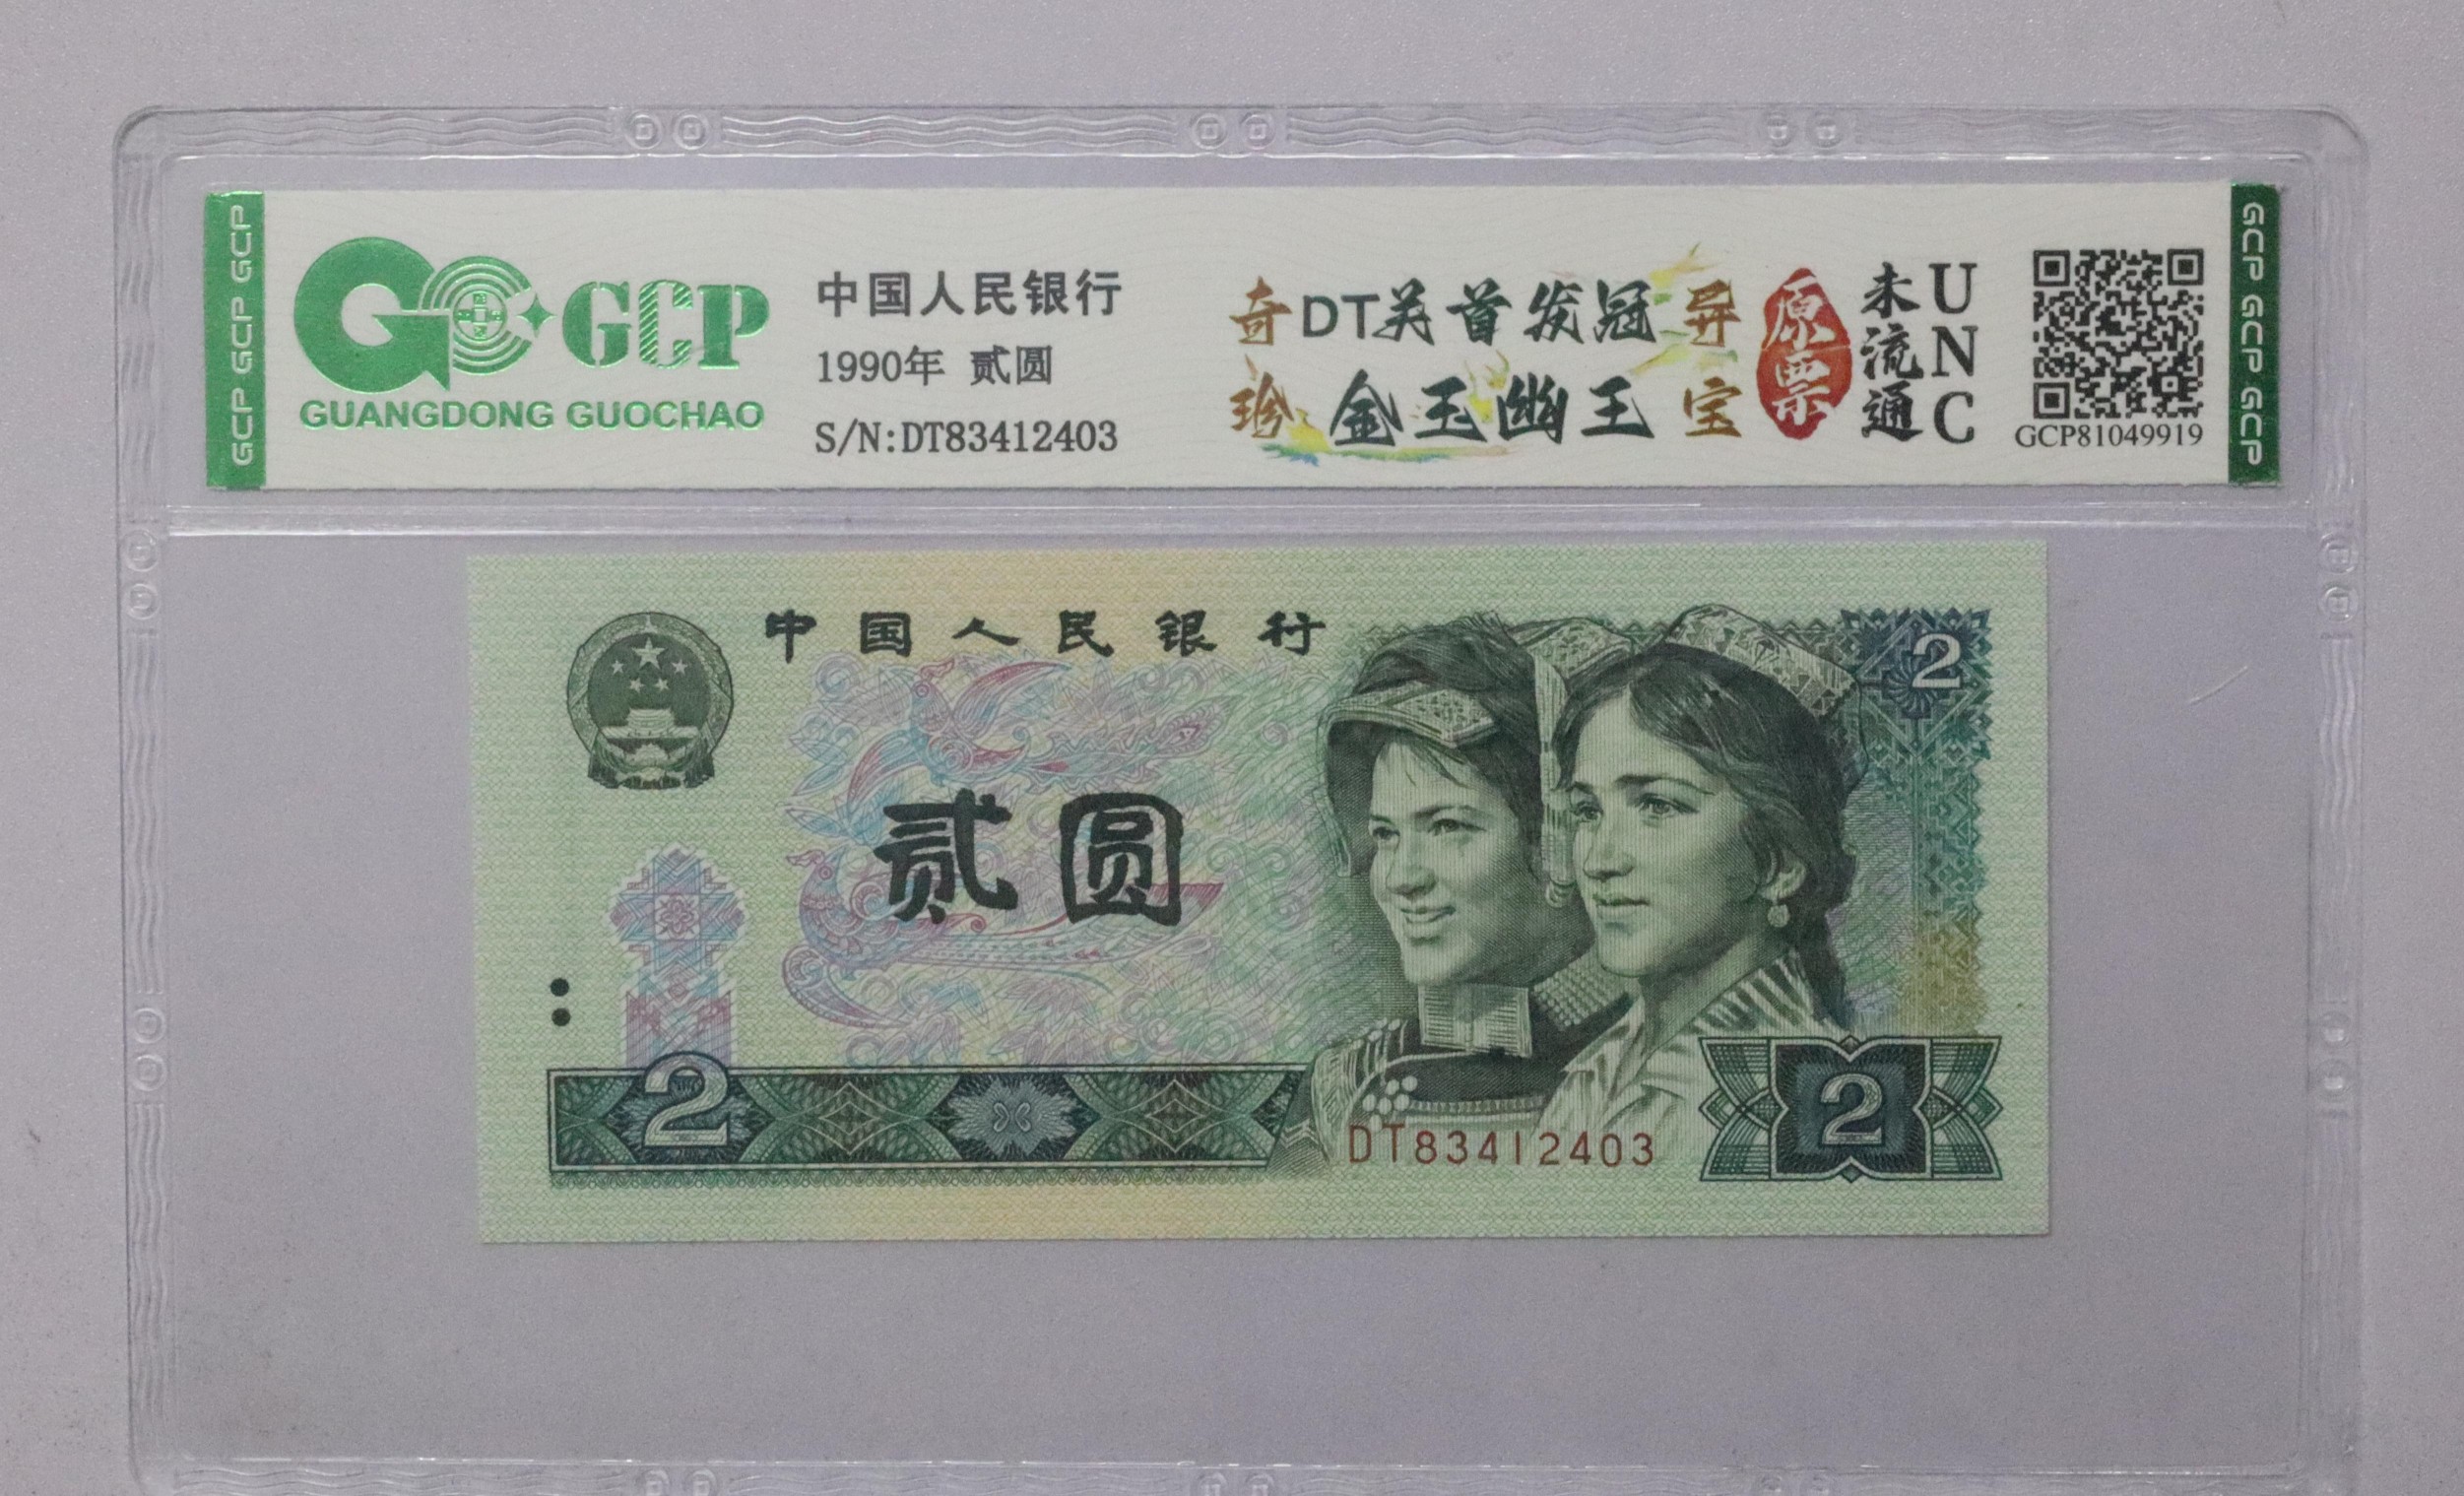 GCP GCP GCP
GCP
GUANGDONG GUOCHAO
中国人民银行
1990年 贰圆
S/N:DT83412403
奇珍
DT关首发冠
金玉幽王
异宝
原票
未流通
UNC
GCP81049919
GCP GCP GCP
中国人民银行
2
贰圆
2
DT83412403
2